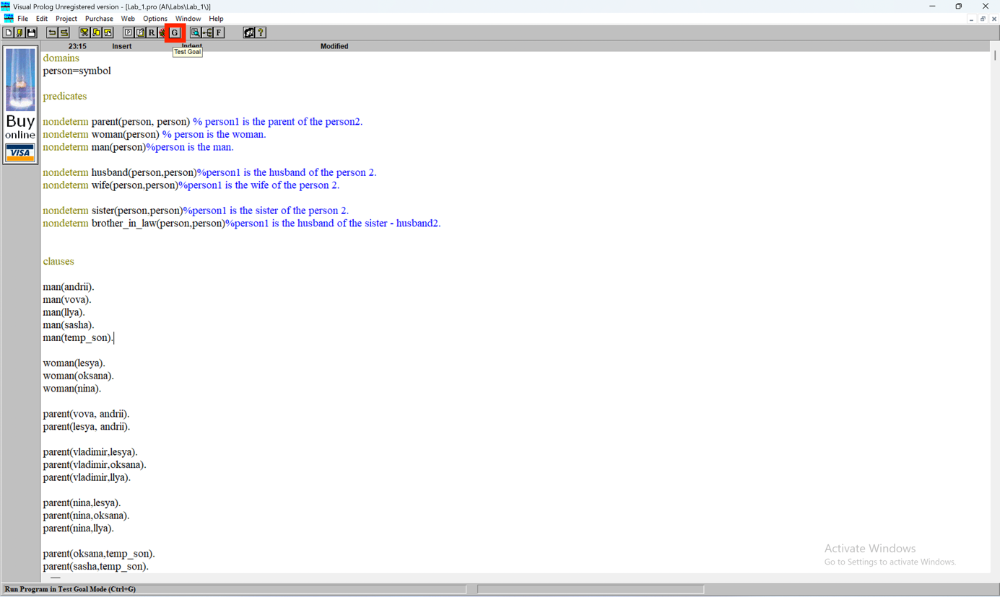 Visual Prolog Unregistered version - [Lab_1.pro (AI\Labs\Lab_1\)]
File Edit Project Purchase Web Options Window Help
P R G F ?
23:15 Insert Indent Modified
Test Goal
Buy
online
VISA
domains
person=symbol
predicates
nondeterm parent(person, person) % person1 is the parent of the person2.
nondeterm woman(person) % person is the woman.
nondeterm man(person)%person is the man.
nondeterm husband(person,person)%person1 is the husband of the person 2.
nondeterm wife(person,person)%person1 is the wife of the person 2.
nondeterm sister(person,person)%person1 is the sister of the person 2.
nondeterm brother_in_law(person,person)%person1 is the husband of the sister - husband2.
clauses
man(andrii).
man(vova).
man(llya).
man(sasha).
man(temp_son).
woman(lesya).
woman(oksana).
woman(nina).
parent(vova, andrii).
parent(lesya, andrii).
parent(vladimir,lesya).
parent(vladimir,oksana).
parent(vladimir,llya).
parent(nina,lesya).
parent(nina,oksana).
parent(nina,llya).
parent(oksana,temp_son).
parent(sasha,temp_son).
Activate Windows
Go to Settings to activate Windows.
Run Program in Test Goal Mode (Ctrl+G)